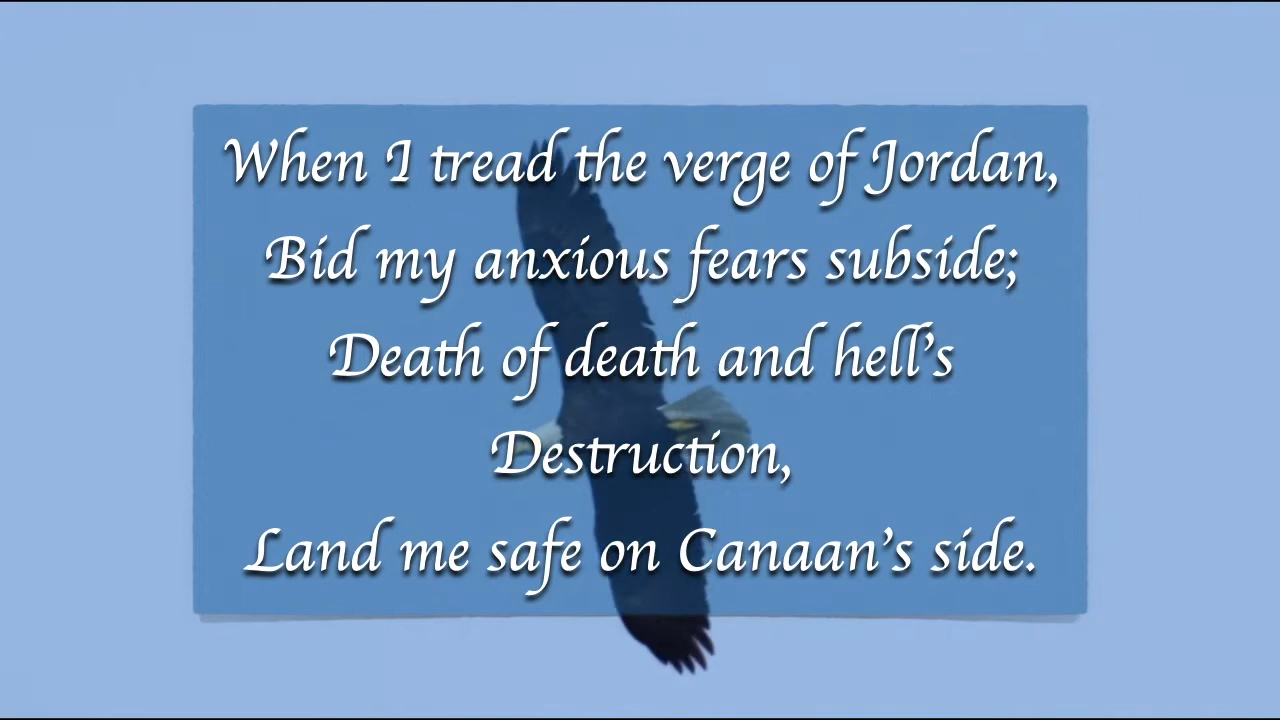 When I tread the verge of Jordan,
Bid my anxious fears subside;
Death of death and hell's
Destruction,
Land me safe on Canaan's side.